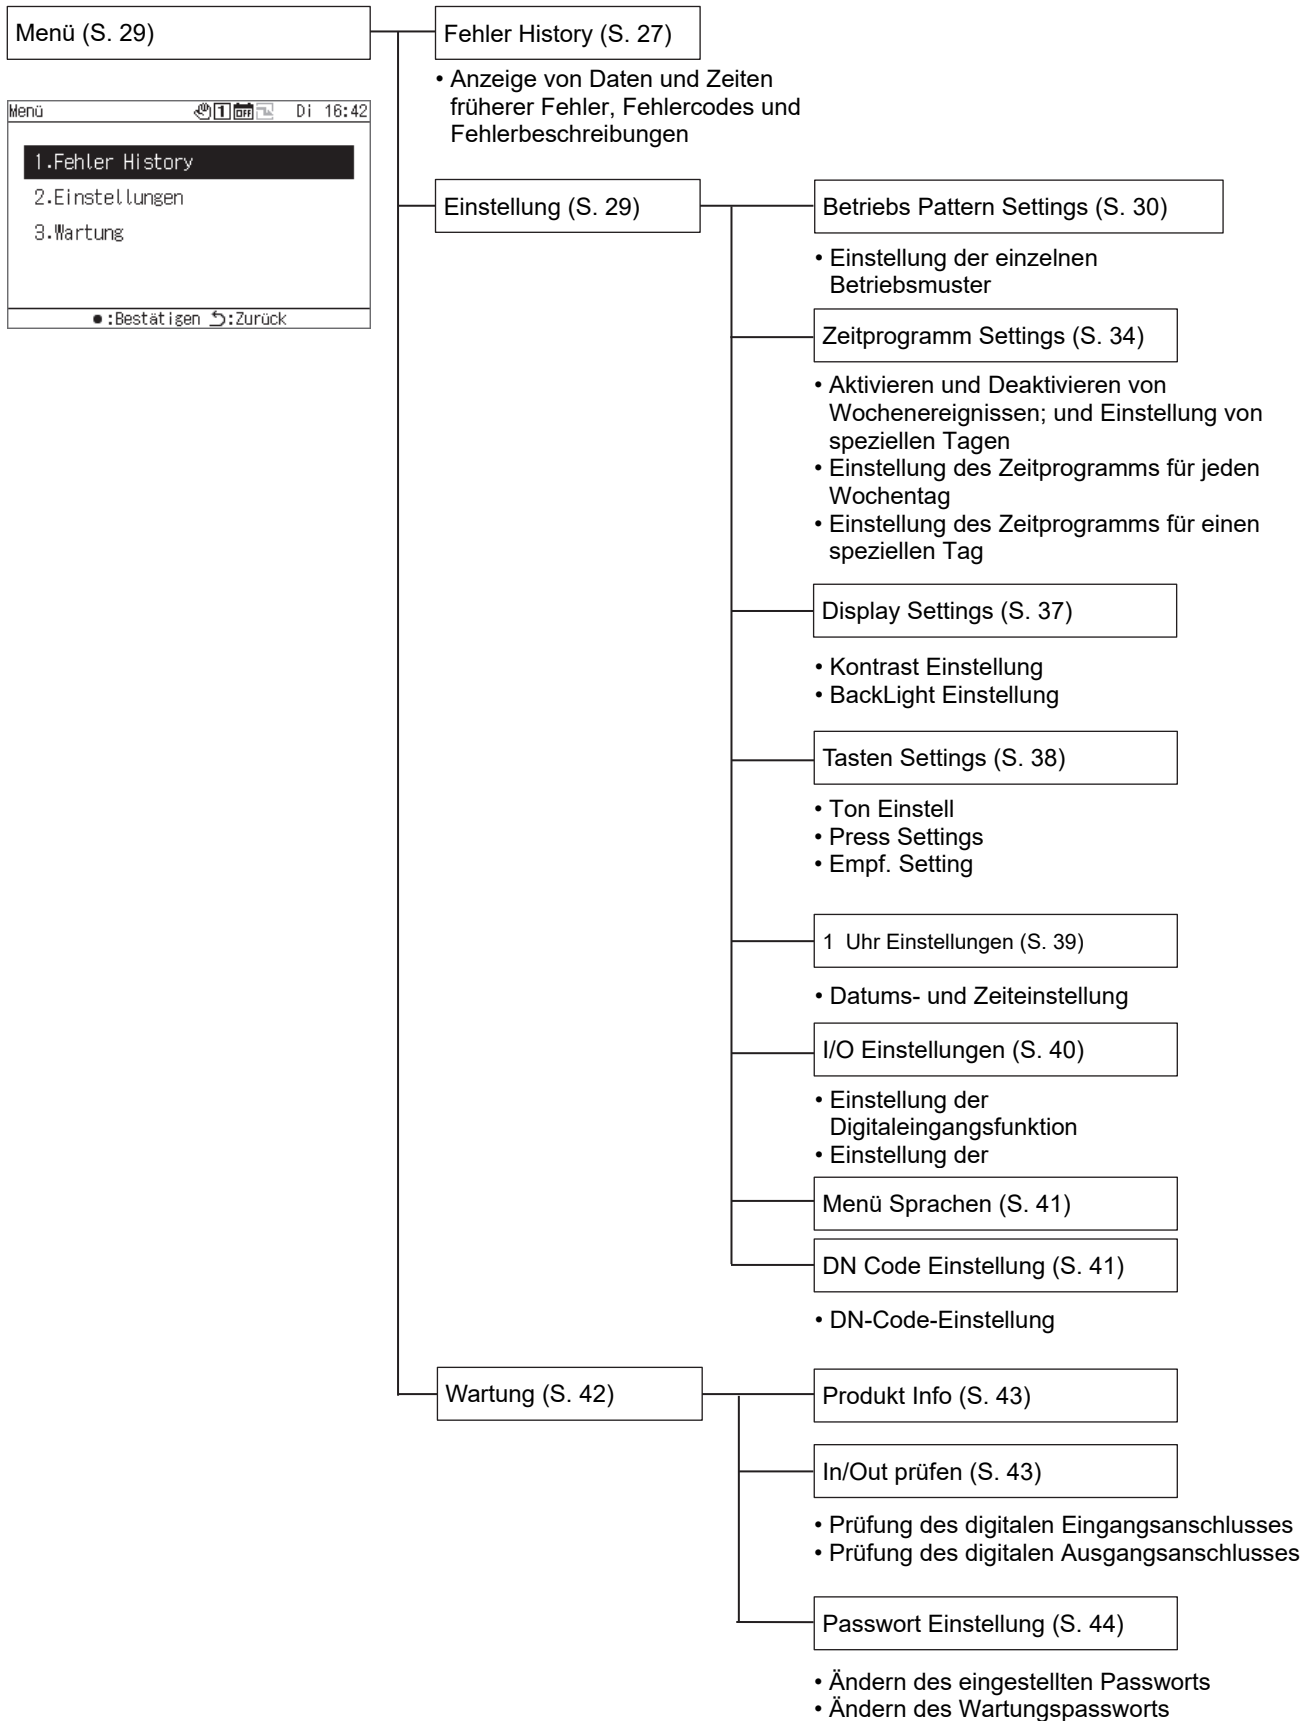 Menü (S. 29)
Menü 1 OFF Di 16:42
1.Fehler History
2.Einstellungen
3.Wartung
●:Bestätigen :Zurück
Fehler History (S. 27)
• Anzeige von Daten und Zeiten
früherer Fehler, Fehlercodes und
Fehlerbeschreibungen
Einstellung (S. 29)
Betriebs Pattern Settings (S. 30)
• Einstellung der einzelnen
Betriebsmuster
Zeitprogramm Settings (S. 34)
• Aktivieren und Deaktivieren von
Wochenereignissen; und Einstellung von
speziellen Tagen
• Einstellung des Zeitprogramms für jeden
Wochentag
• Einstellung des Zeitprogramms für einen
speziellen Tag
Display Settings (S. 37)
• Kontrast Einstellung
• BackLight Einstellung
Tasten Settings (S. 38)
• Ton Einstell
• Press Settings
• Empf. Setting
1 Uhr Einstellungen (S. 39)
• Datums- und Zeiteinstellung
I/O Einstellungen (S. 40)
• Einstellung der
Digitaleingangsfunktion
• Einstellung der
Menü Sprachen (S. 41)
DN Code Einstellung (S. 41)
• DN-Code-Einstellung
Wartung (S. 42)
Produkt Info (S. 43)
In/Out prüfen (S. 43)
• Prüfung des digitalen Eingangsanschlusses
• Prüfung des digitalen Ausgangsanschlusses
Passwort Einstellung (S. 44)
• Ändern des eingestellten Passworts
• Ändern des Wartungspassworts